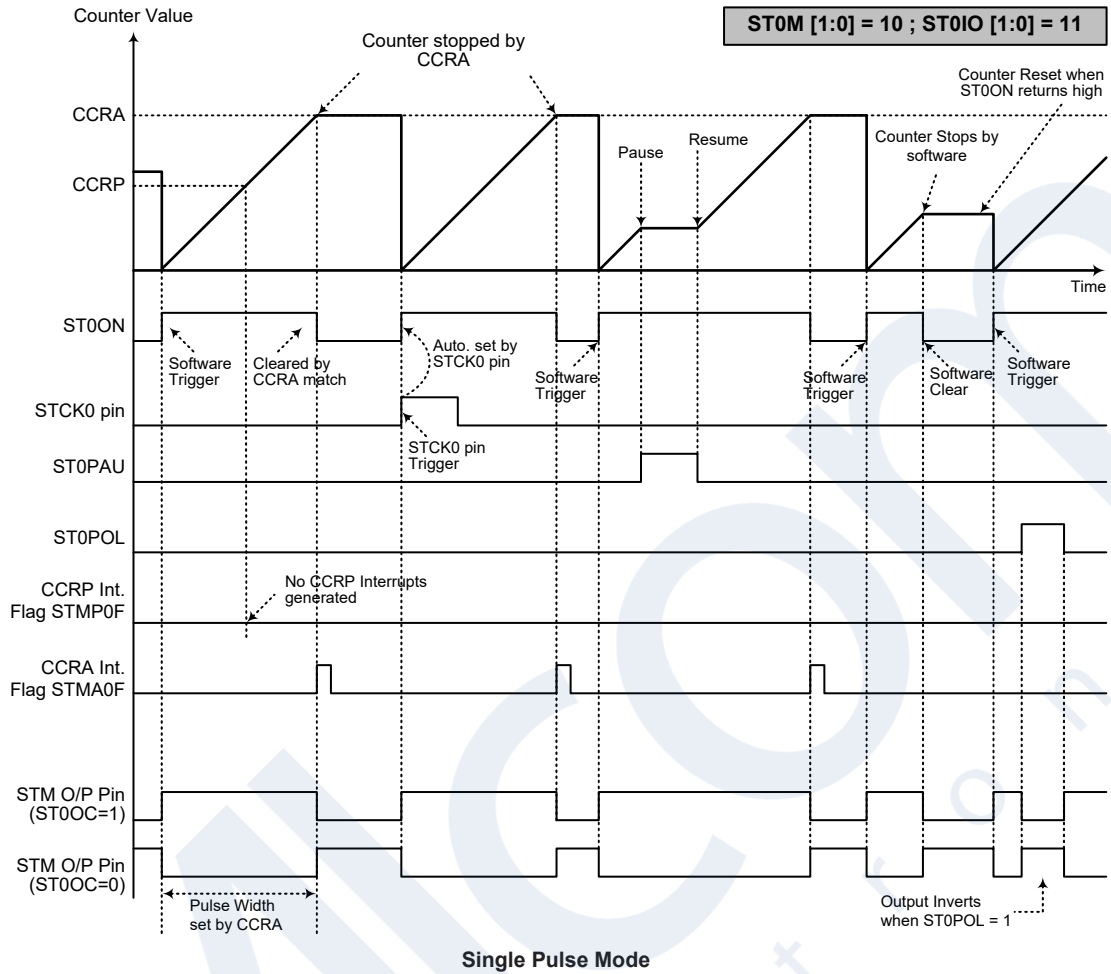 Counter Value
ST0M [1:0] = 10 ; ST0IO [1:0] = 11
Counter stopped by
CCRA
Counter Reset when
ST0ON returns high
CCRA
Pause
Resume
Counter Stops by
software
CCRP
Time
ST0ON
Software
Trigger
Cleared by
CCRA match
Auto. set by
STCK0 pin
Software
Trigger
Software
Trigger
Software
Clear
Software
Trigger
STCK0 pin
STCK0 pin
Trigger
ST0PAU
ST0POL
No CCRP Interrupts
generated
CCRP Int.
Flag STMP0F
CCRA Int.
Flag STMA0F
STM O/P Pin
(ST0OC=1)
STM O/P Pin
(ST0OC=0)
Pulse Width
set by CCRA
Output Inverts
when ST0POL = 1
Single Pulse Mode